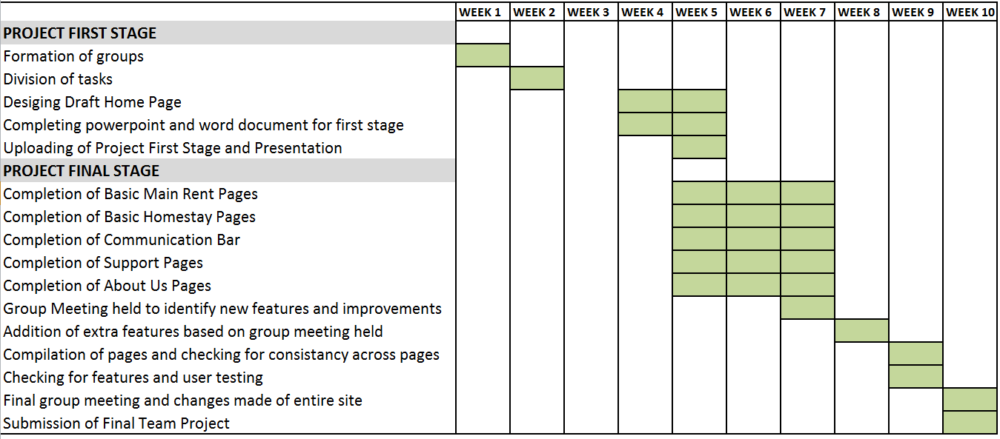 WEEK 1 WEEK 2 WEEK 3 WEEK 4 WEEK 5 WEEK 6 WEEK 7 WEEK 8 WEEK 9 WEEK 10
PROJECT FIRST STAGE
Formation of groups
Division of tasks
Desiging Draft Home Page
Completing powerpoint and word document for first stage
Uploading of Project First Stage and Presentation
PROJECT FINAL STAGE
Completion of Basic Main Rent Pages
Completion of Basic Homestay Pages
Completion of Communication Bar
Completion of Support Pages
Completion of About Us Pages
Group Meeting held to identify new features and improvements
Addition of extra features based on group meeting held
Compilation of pages and checking for consistancy across pages
Checking for features and user testing
Final group meeting and changes made of entire site
Submission of Final Team Project